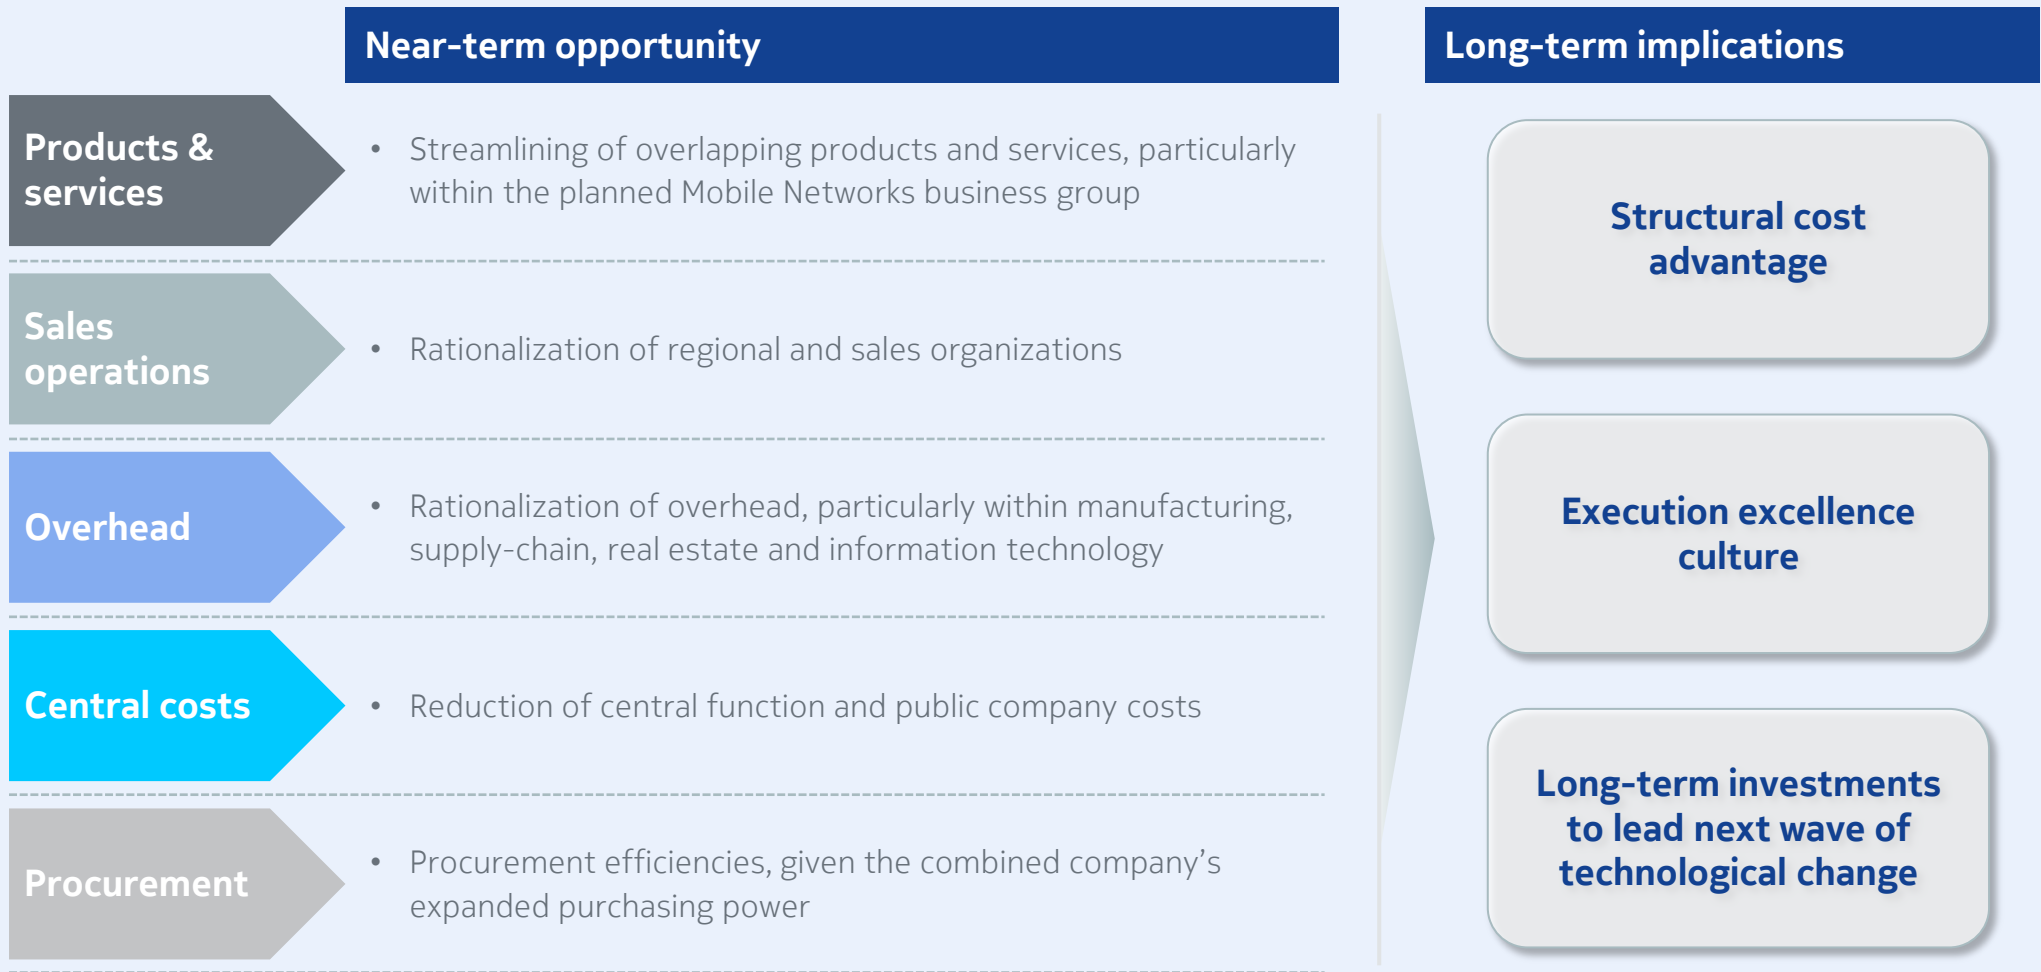 Near-term opportunity
Long-term implications
Products &
services
• Streamlining of overlapping products and services, particularly
within the planned Mobile Networks business group
Sales
operations
• Rationalization of regional and sales organizations
Overhead
• Rationalization of overhead, particularly within manufacturing,
supply-chain, real estate and information technology
Central costs
• Reduction of central function and public company costs
Procurement
• Procurement efficiencies, given the combined company’s
expanded purchasing power
Structural cost
advantage
Execution excellence
culture
Long-term investments
to lead next wave of
technological change